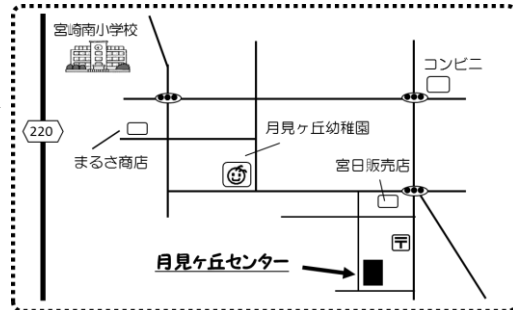 宮崎南小学校
コンビニ
220
月見ヶ丘幼稚園
まるさ商店
宮日販売店
〒
月見ヶ丘センター